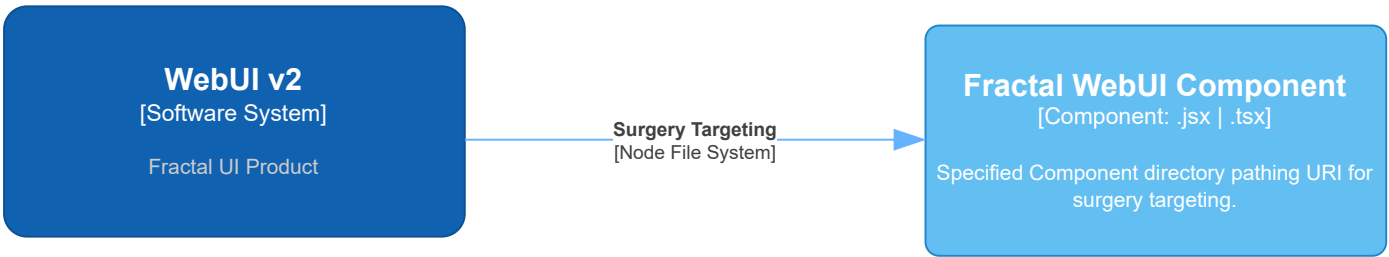 WebUI v2
[Software System]
Fractal UI Product
Surgery Targeting
[Node File System]
Fractal WebUI Component
[Component: .jsx | .tsx]
Specified Component directory pathing URI for
surgery targeting.